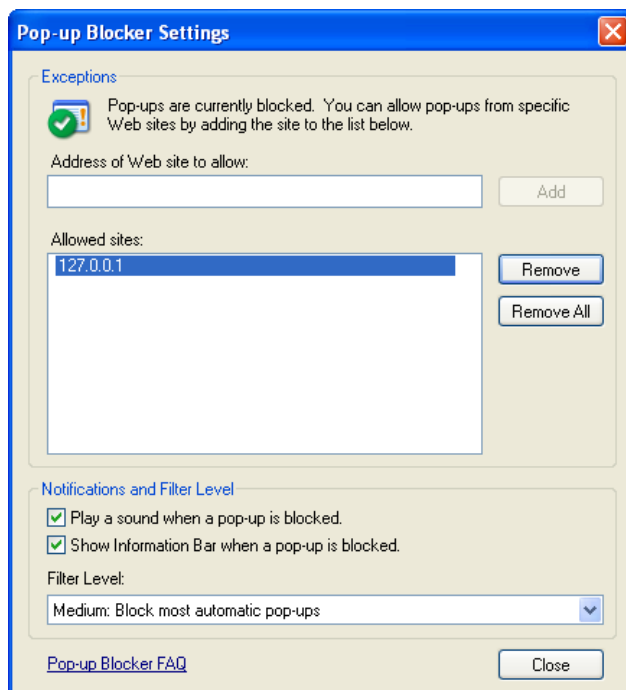 Pop-up Blocker Settings
Exceptions
Pop-ups are currently blocked. You can allow pop-ups from specific
Web sites by adding the site to the list below.
Address of Web site to allow:
Add
Allowed sites:
127.0.0.1
Remove
Remove All
Notifications and Filter Level
Play a sound when a pop-up is blocked.
Show Information Bar when a pop-up is blocked.
Filter Level:
Medium: Block most automatic pop-ups
Pop-up Blocker FAQ
Close